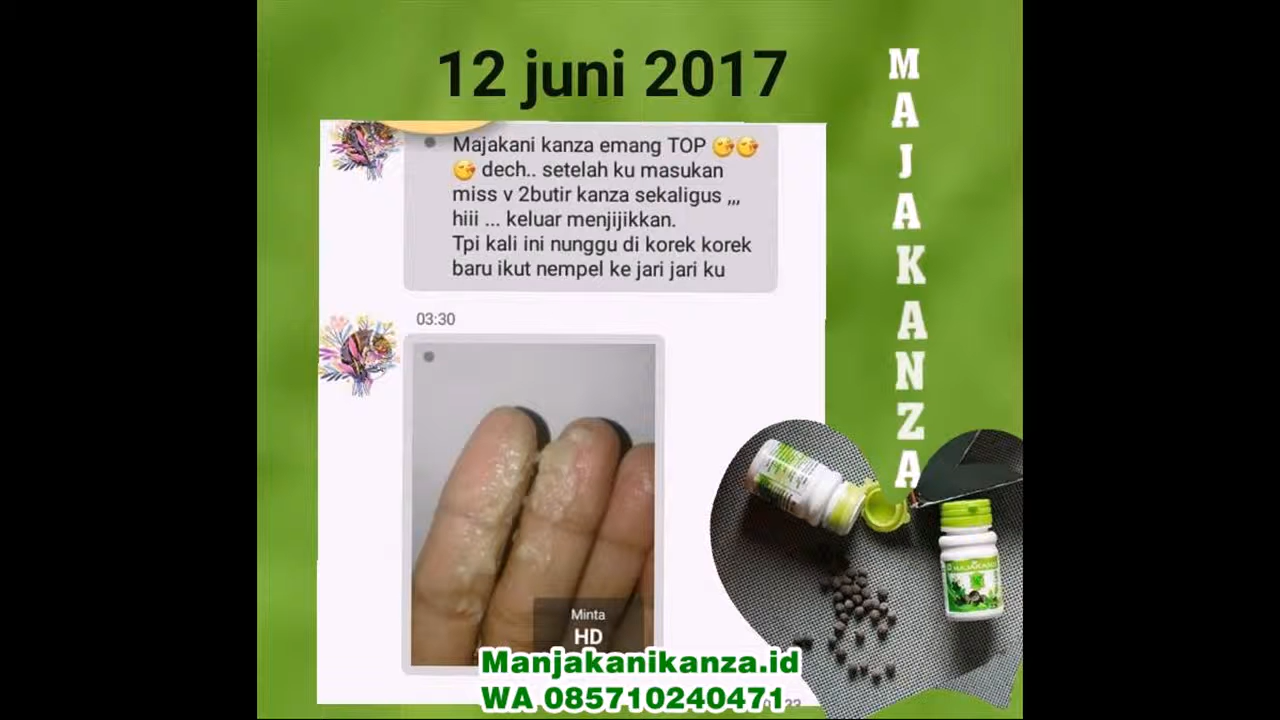 12 juni 2017
MAJAKANZA
Majakani kanza emang TOP 😘😘
😘 dech.. setelah ku masukan
miss v 2butir kanza sekaligus ,,,
hiii ... keluar menjijikkan.
Tpi kali ini nunggu di korek korek
baru ikut nempel ke jari jari ku
03:30
Minta
HD
MAJAKANZA
Manjakanikanza.id
WA 085710240471